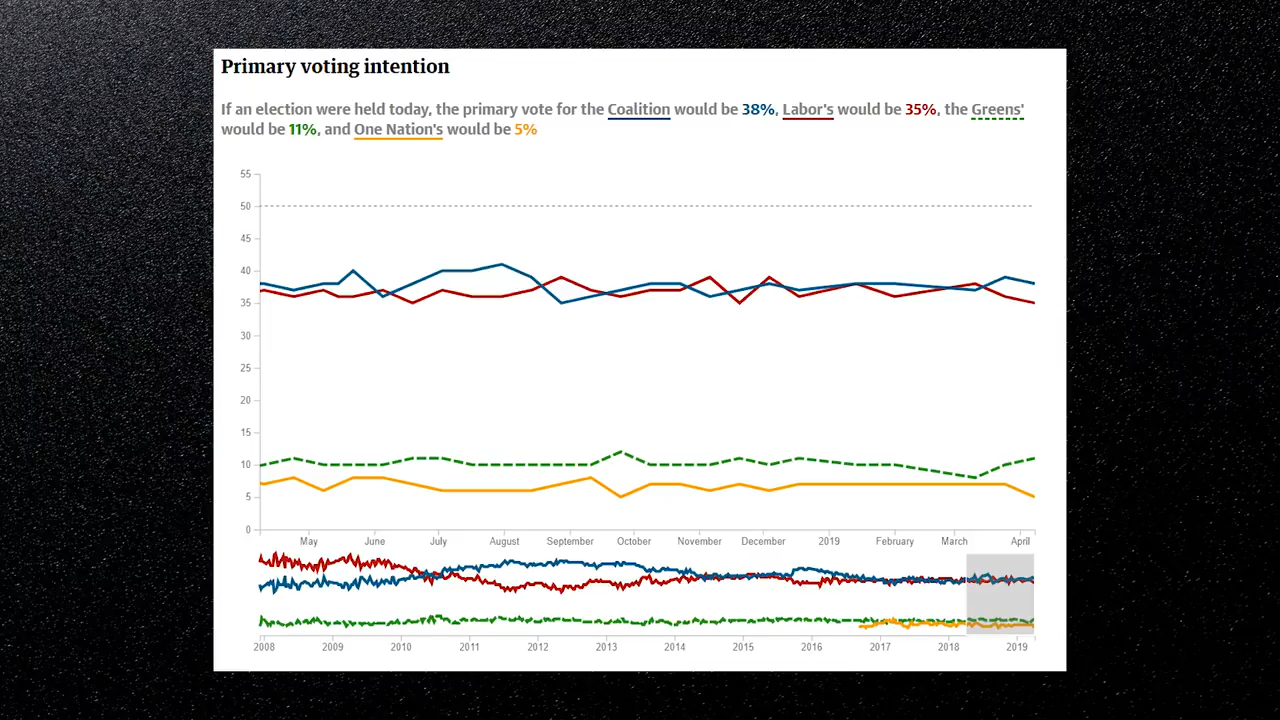 Primary voting intention
If an election were held today, the primary vote for the Coalition would be 38%, Labor's would be 35%, the Greens'
would be 11%, and One Nation's would be 5%
55
50
45
40
35
30
25
20
15
10
5
0
May June July August September October November December 2019 February March April
2008 2009 2010 2011 2012 2013 2014 2015 2016 2017 2018 2019